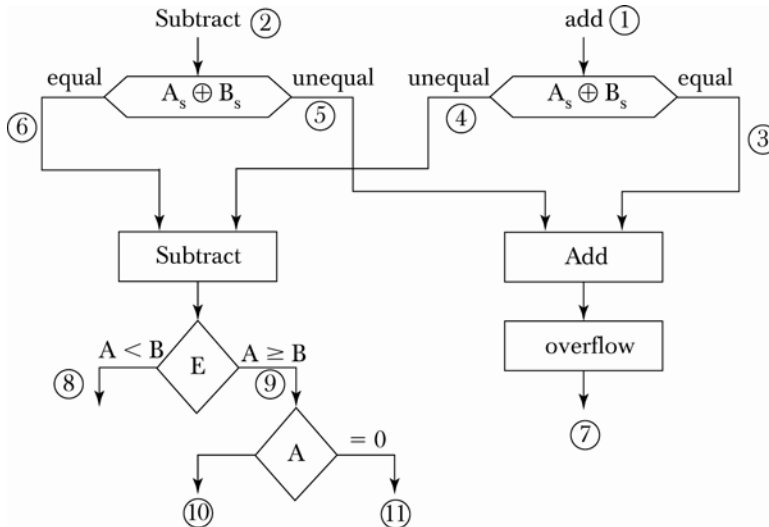 Subtract ② add ①
equal unequal unequal equal
A_s ⊕ B_s A_s ⊕ B_s
⑥ ⑤ ④ ③
Subtract Add
A < B E A ≥ B overflow
⑧ ⑨ ⑦
A = 0
⑩ ⑪